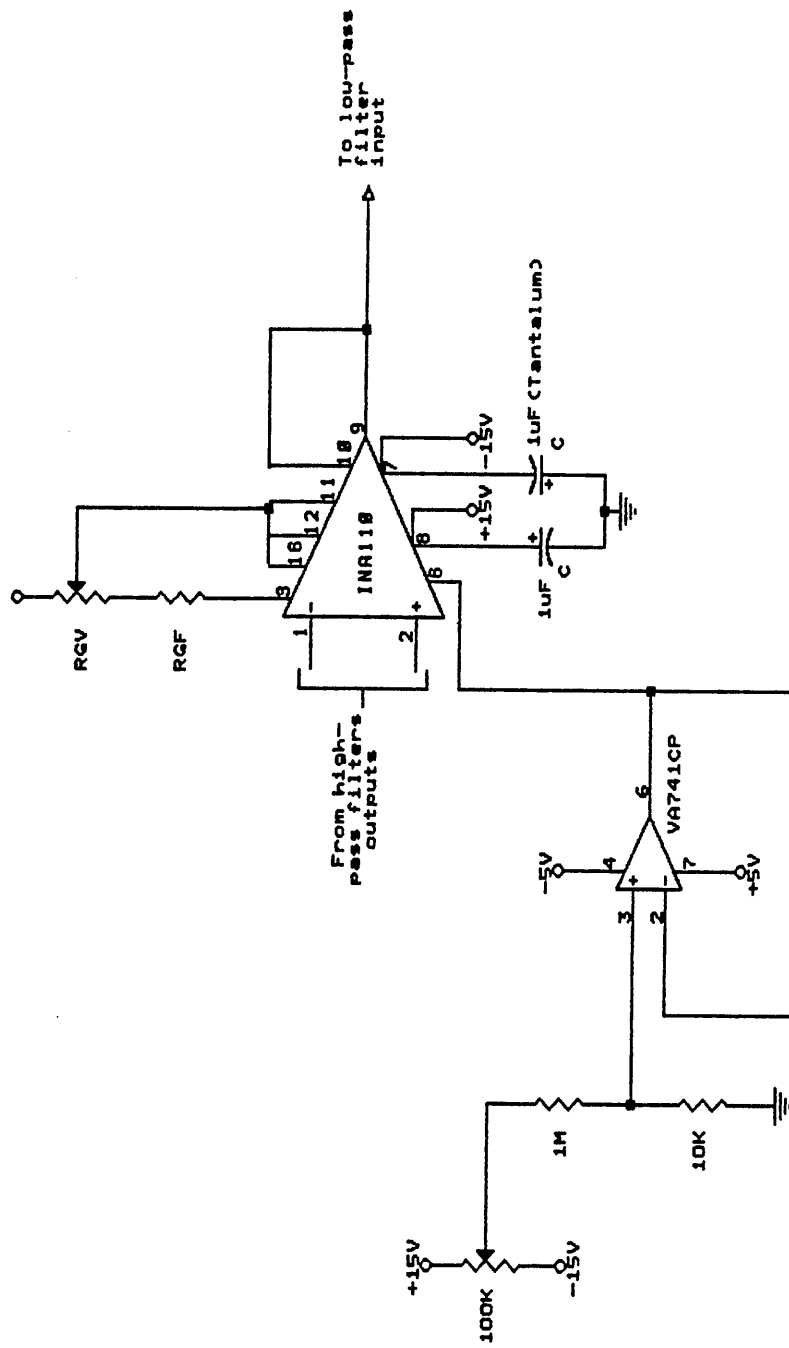 RGV
RGF
3
16
12
11
10
9
1
-
INA110
2
+
6
8
7
+15V
-15V
1uF
+
C
+
1uF(Tantalum)
C
From high-
pass filters
outputs
To low-pass
filter
input
+15V
100K
-15V
1M
10K
3
2
+
-
4
-5V
7
+5V
6
VA741CP